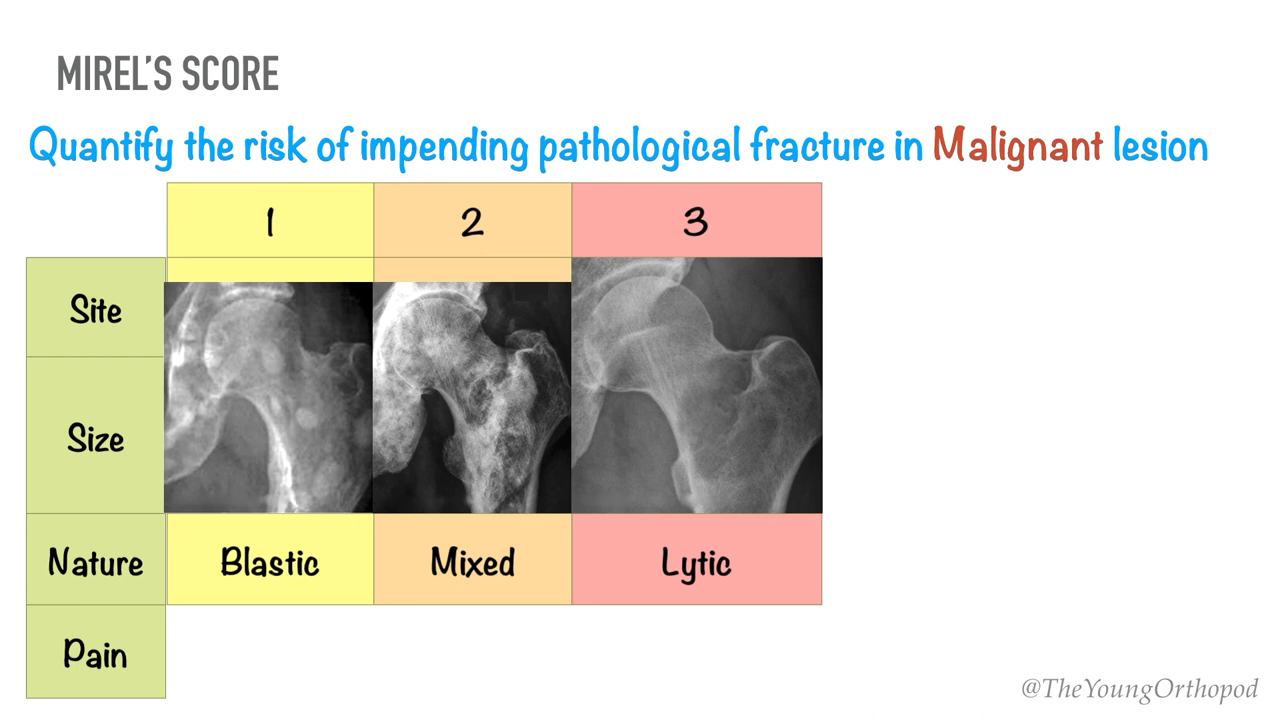 MIREL'S SCORE
Quantify the risk of impending pathological fracture in Malignant lesion
1 2 3
Site
Size
Nature Blastic Mixed Lytic
Pain
@TheYoungOrthopod